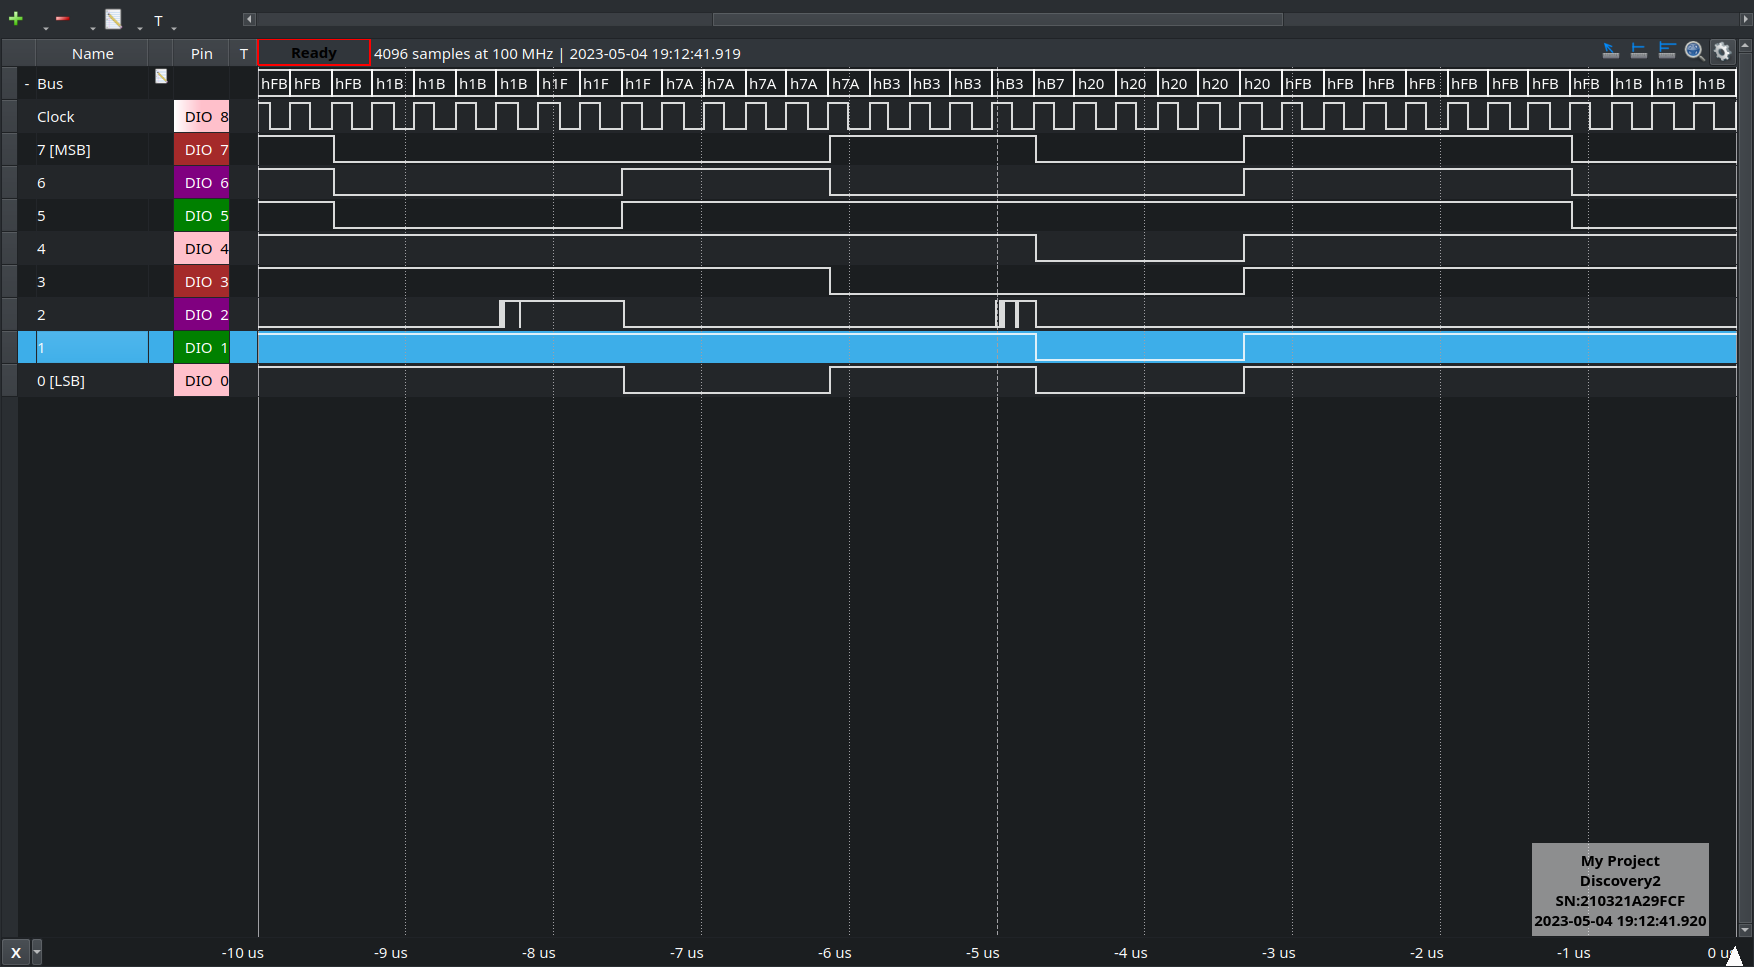 T
Name Pin T Ready 4096 samples at 100 MHz | 2023-05-04 19:12:41.919
- Bus hFB hFB hFB h1B h1B h1B h1B h1F h1F h1F h7A h7A h7A h7A h7A hB3 hB3 hB3 hB3 hB7 h20 h20 h20 h20 h20 hFB hFB hFB hFB hFB hFB hFB hFB h1B h1B h1B
Clock DIO 8
7 [MSB] DIO 7
6 DIO 6
5 DIO 5
4 DIO 4
3 DIO 3
2 DIO 2
1 DIO 1
0 [LSB] DIO 0
My Project
Discovery2
SN:210321A29FCF
2023-05-04 19:12:41.920
X -10 us -9 us -8 us -7 us -6 us -5 us -4 us -3 us -2 us -1 us 0 us